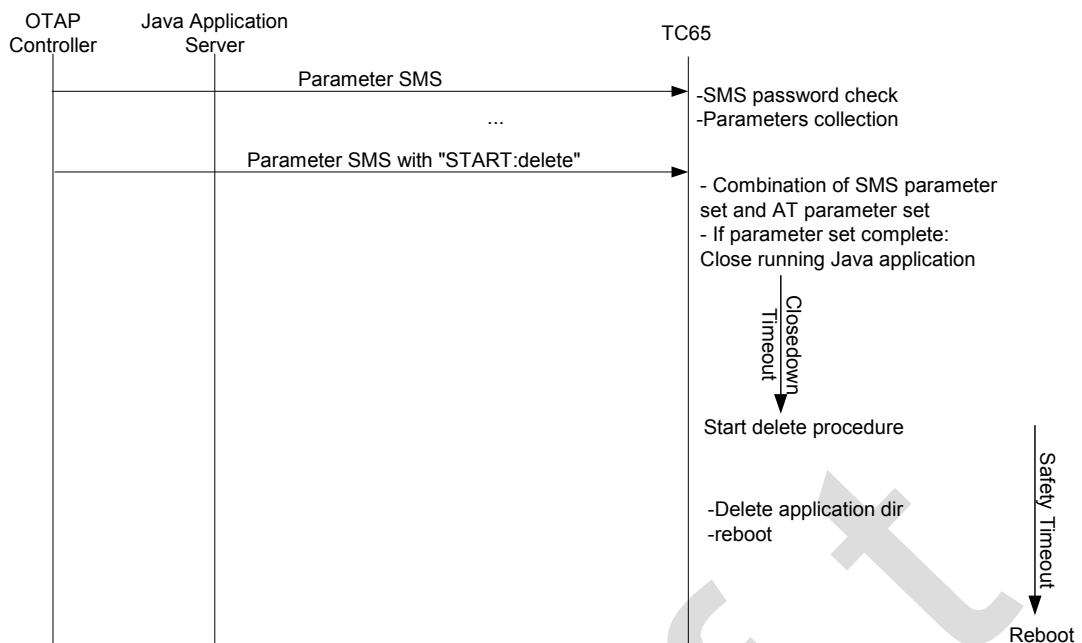 OTAP
Controller
Java Application
Server
TC65
Parameter SMS
-SMS password check
-Parameters collection
...
Parameter SMS with "START:delete"
- Combination of SMS parameter
set and AT parameter set
- If parameter set complete:
Close running Java application
Closedown
Timeout
Start delete procedure
Safety Timeout
-Delete application dir
-reboot
Reboot